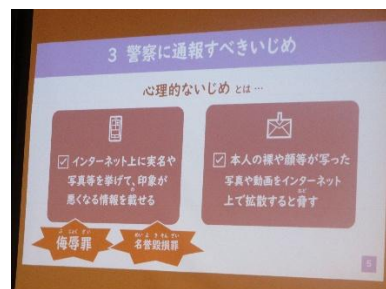 3 警察に通報すべきいじめ
心理的ないじめ とは…
インターネット上に実名や
写真等を挙げて、印象が
悪くなる情報を載せる
本人の裸や顔等が写った
写真や動画をインターネット
上で拡散すると脅す
侮辱罪
名誉毀損罪
5